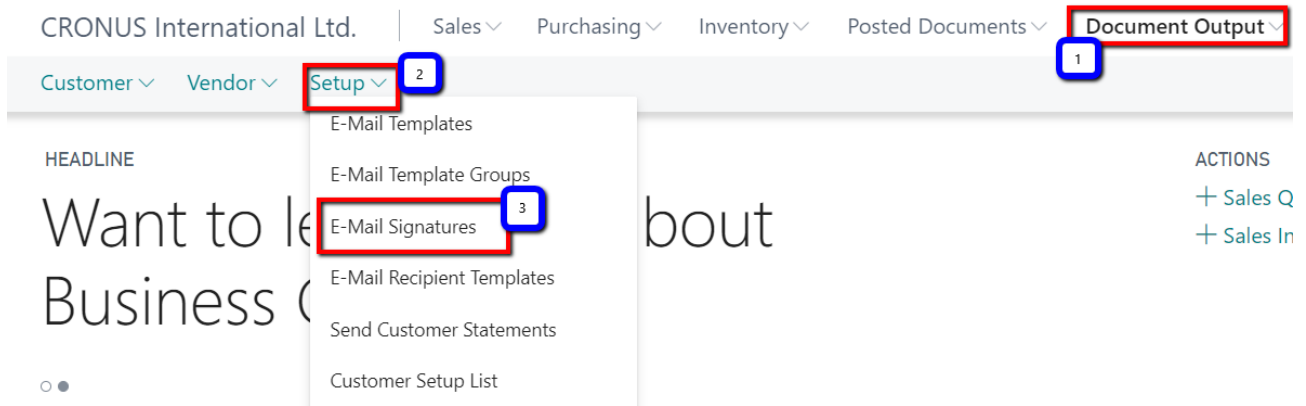 CRONUS International Ltd. Sales Purchasing Inventory Posted Documents Document Output
1
Customer Vendor Setup 2
E-Mail Templates
HEADLINE
ACTIONS
E-Mail Template Groups
Sales Q
3
Want to le bout
E-Mail Signatures
Sales In
E-Mail Recipient Templates
Business
Send Customer Statements
Customer Setup List